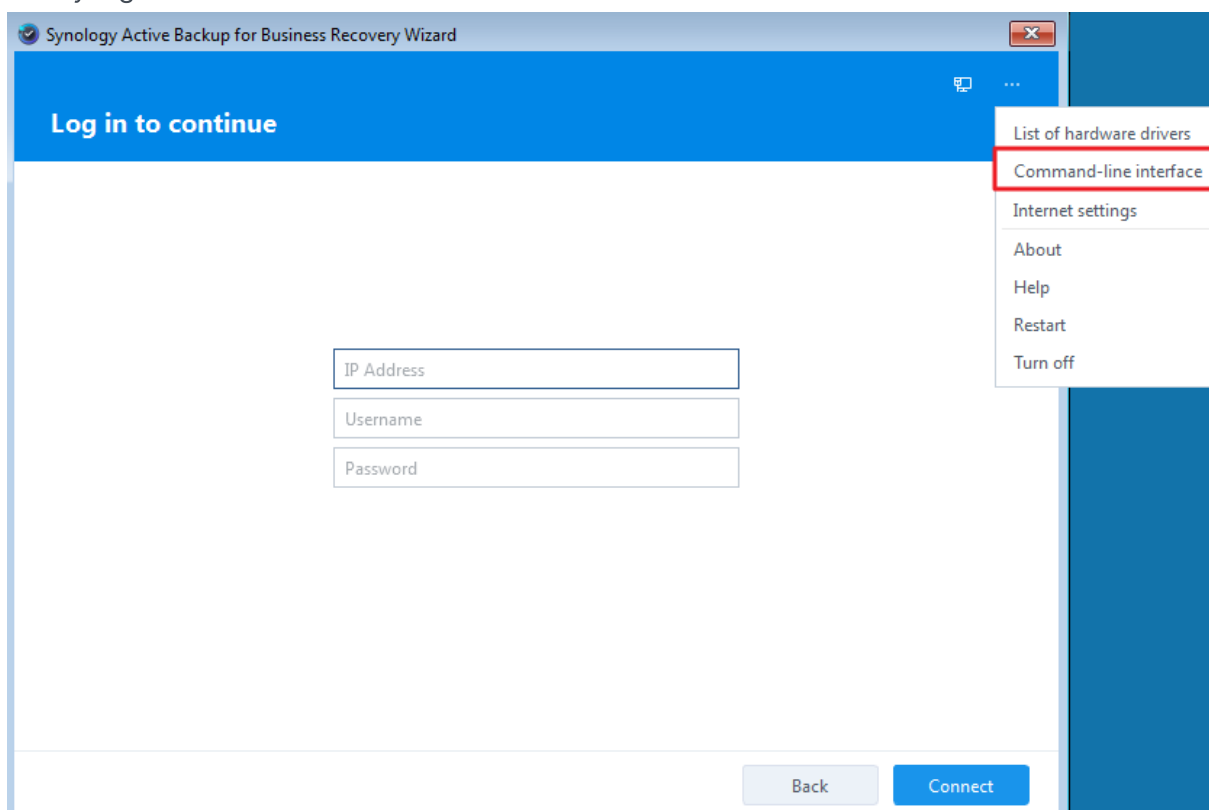 Synology Active Backup for Business Recovery Wizard
Log in to continue
List of hardware drivers
Command-line interface
Internet settings
About
Help
Restart
Turn off
IP Address
Username
Password
Back
Connect